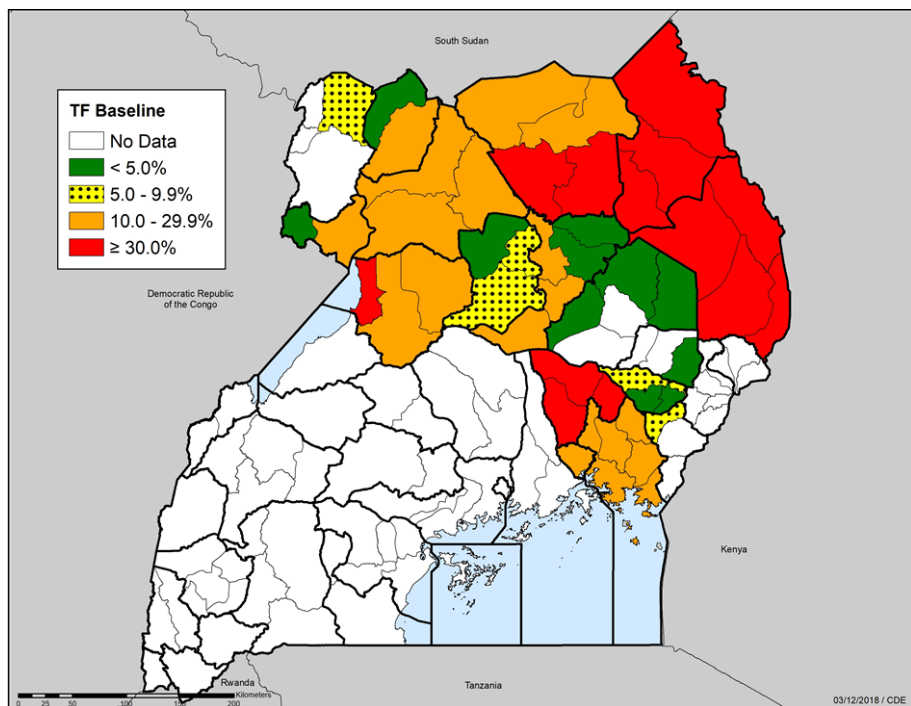 South Sudan
TF Baseline
No Data
< 5.0%
5.0 - 9.9%
10.0 - 29.9%
≥ 30.0%
Democratic Republic
of the Congo
Kenya
Rwanda
Tanzania
Kilometers
0 25 50 100 150 200
03/12/2018 / CDE